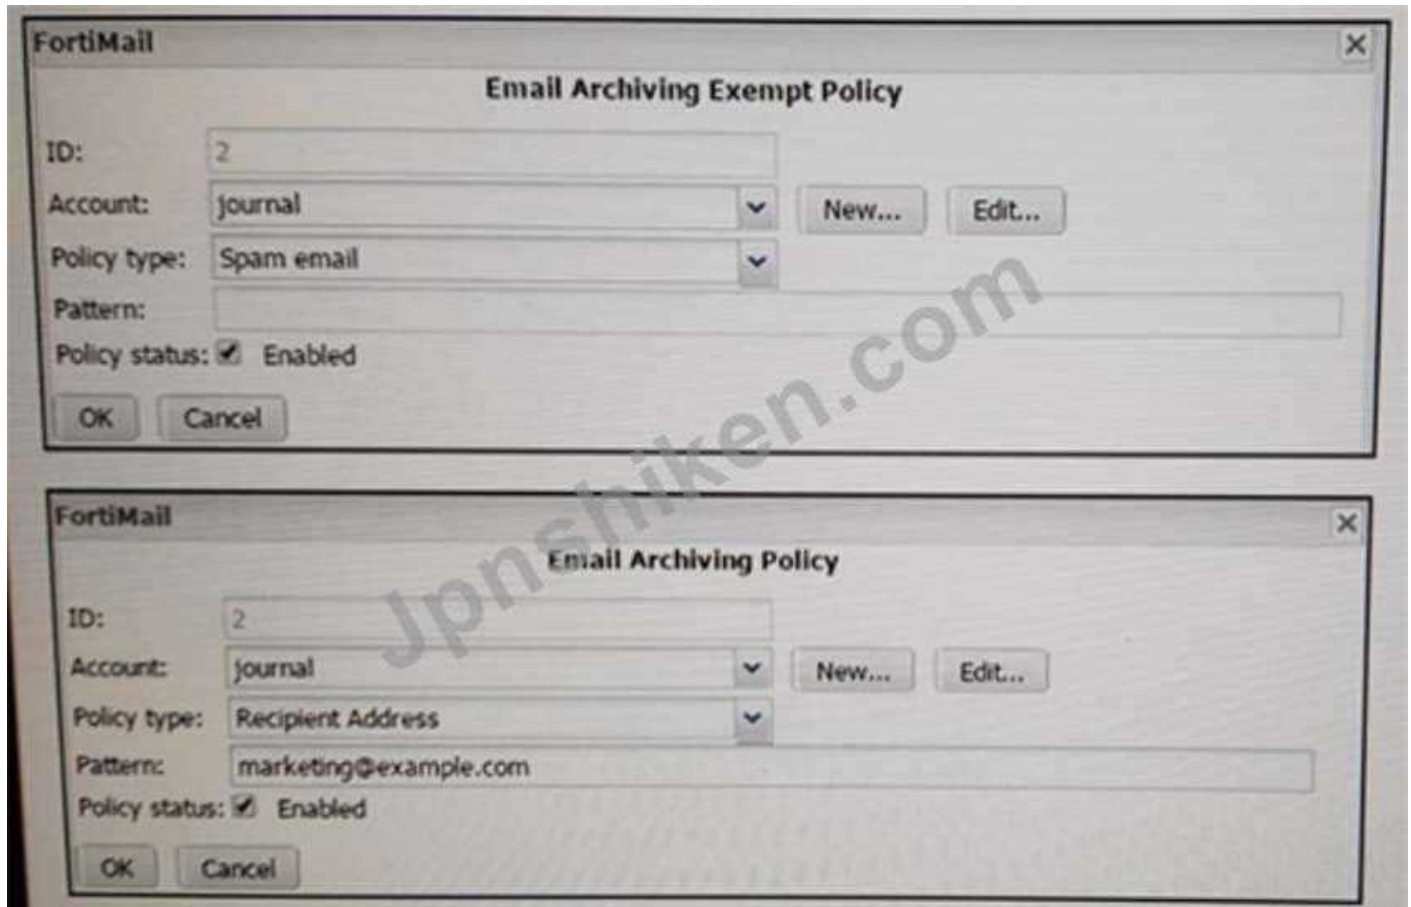 FortiMail
Email Archiving Exempt Policy
ID: 2
Account: journal New... Edit...
Policy type: Spam email
Pattern:
Policy status: Enabled
OK Cancel
Jpnshiken.com
FortiMail
Email Archiving Policy
ID: 2
Account: journal New... Edit...
Policy type: Recipient Address
Pattern: marketing@example.com
Policy status: Enabled
OK Cancel